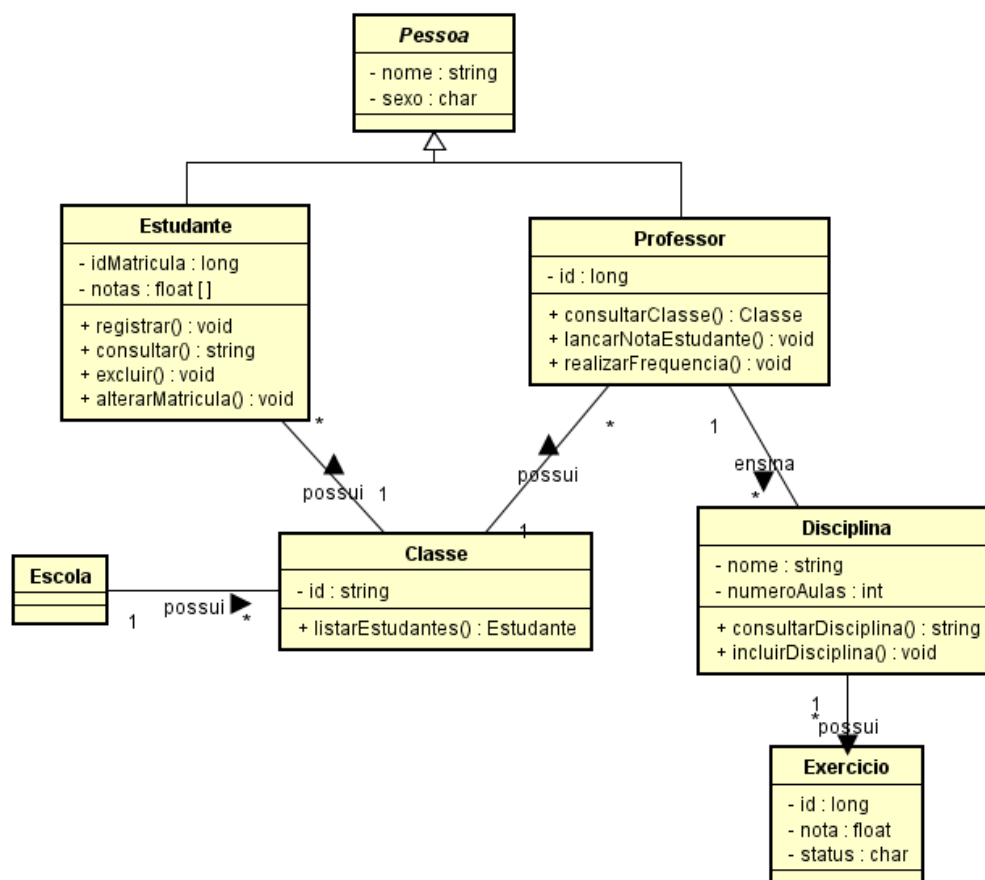 Pessoa
- nome : string
- sexo : char
Estudante
- idMatricula : long
- notas : float [ ]
+ registrar() : void
+ consultar() : string
+ excluir() : void
+ alterarMatricula() : void
Professor
- id : long
+ consultarClasse() : Classe
+ lancarNotaEstudante() : void
+ realizarFrequencia() : void
*
possui
1
*
possui
1
1
ensina
*
Escola
1
possui
*
Classe
- id : string
+ listarEstudantes() : Estudante
Disciplina
- nome : string
- numeroAulas : int
+ consultarDisciplina() : string
+ incluirDisciplina() : void
1
*
possui
Exercicio
- id : long
- nota : float
- status : char